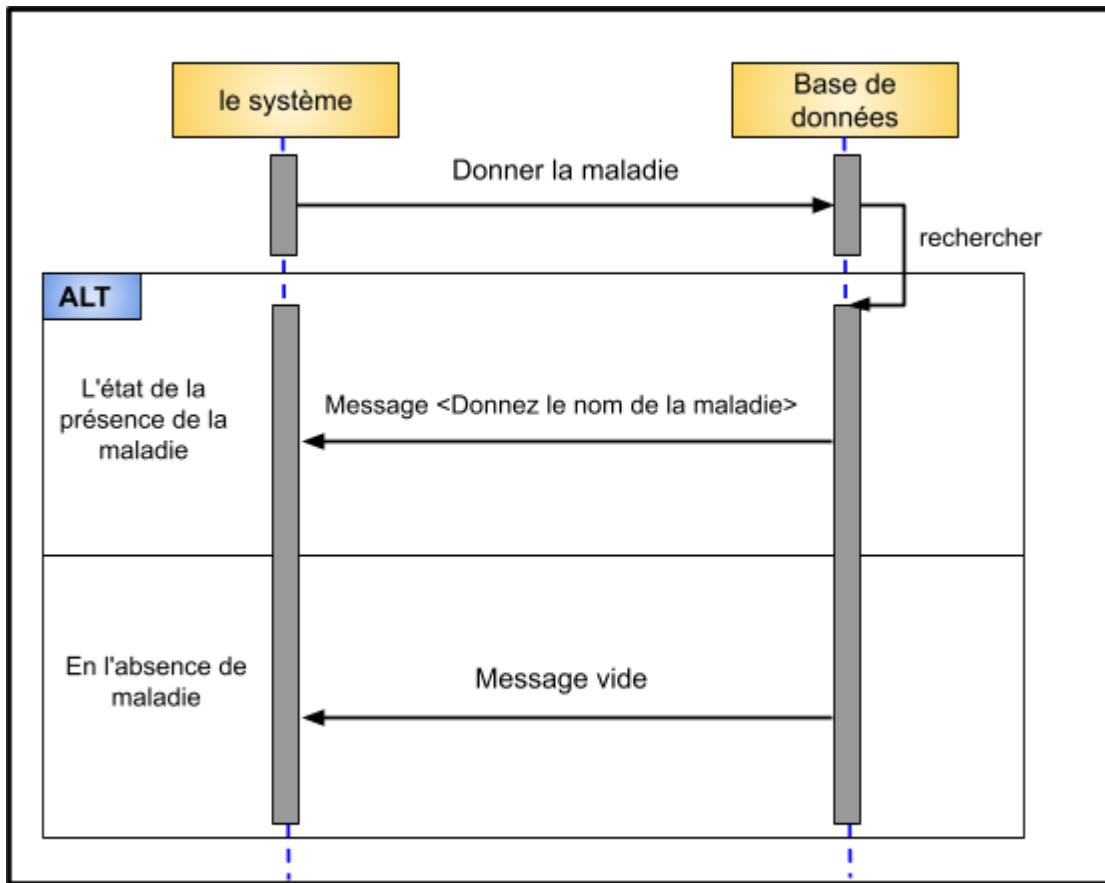 le système
Base de
données
Donner la maladie
rechercher
ALT
L'état de la
présence de la
maladie
Message <Donnez le nom de la maladie>
En l'absence de
maladie
Message vide